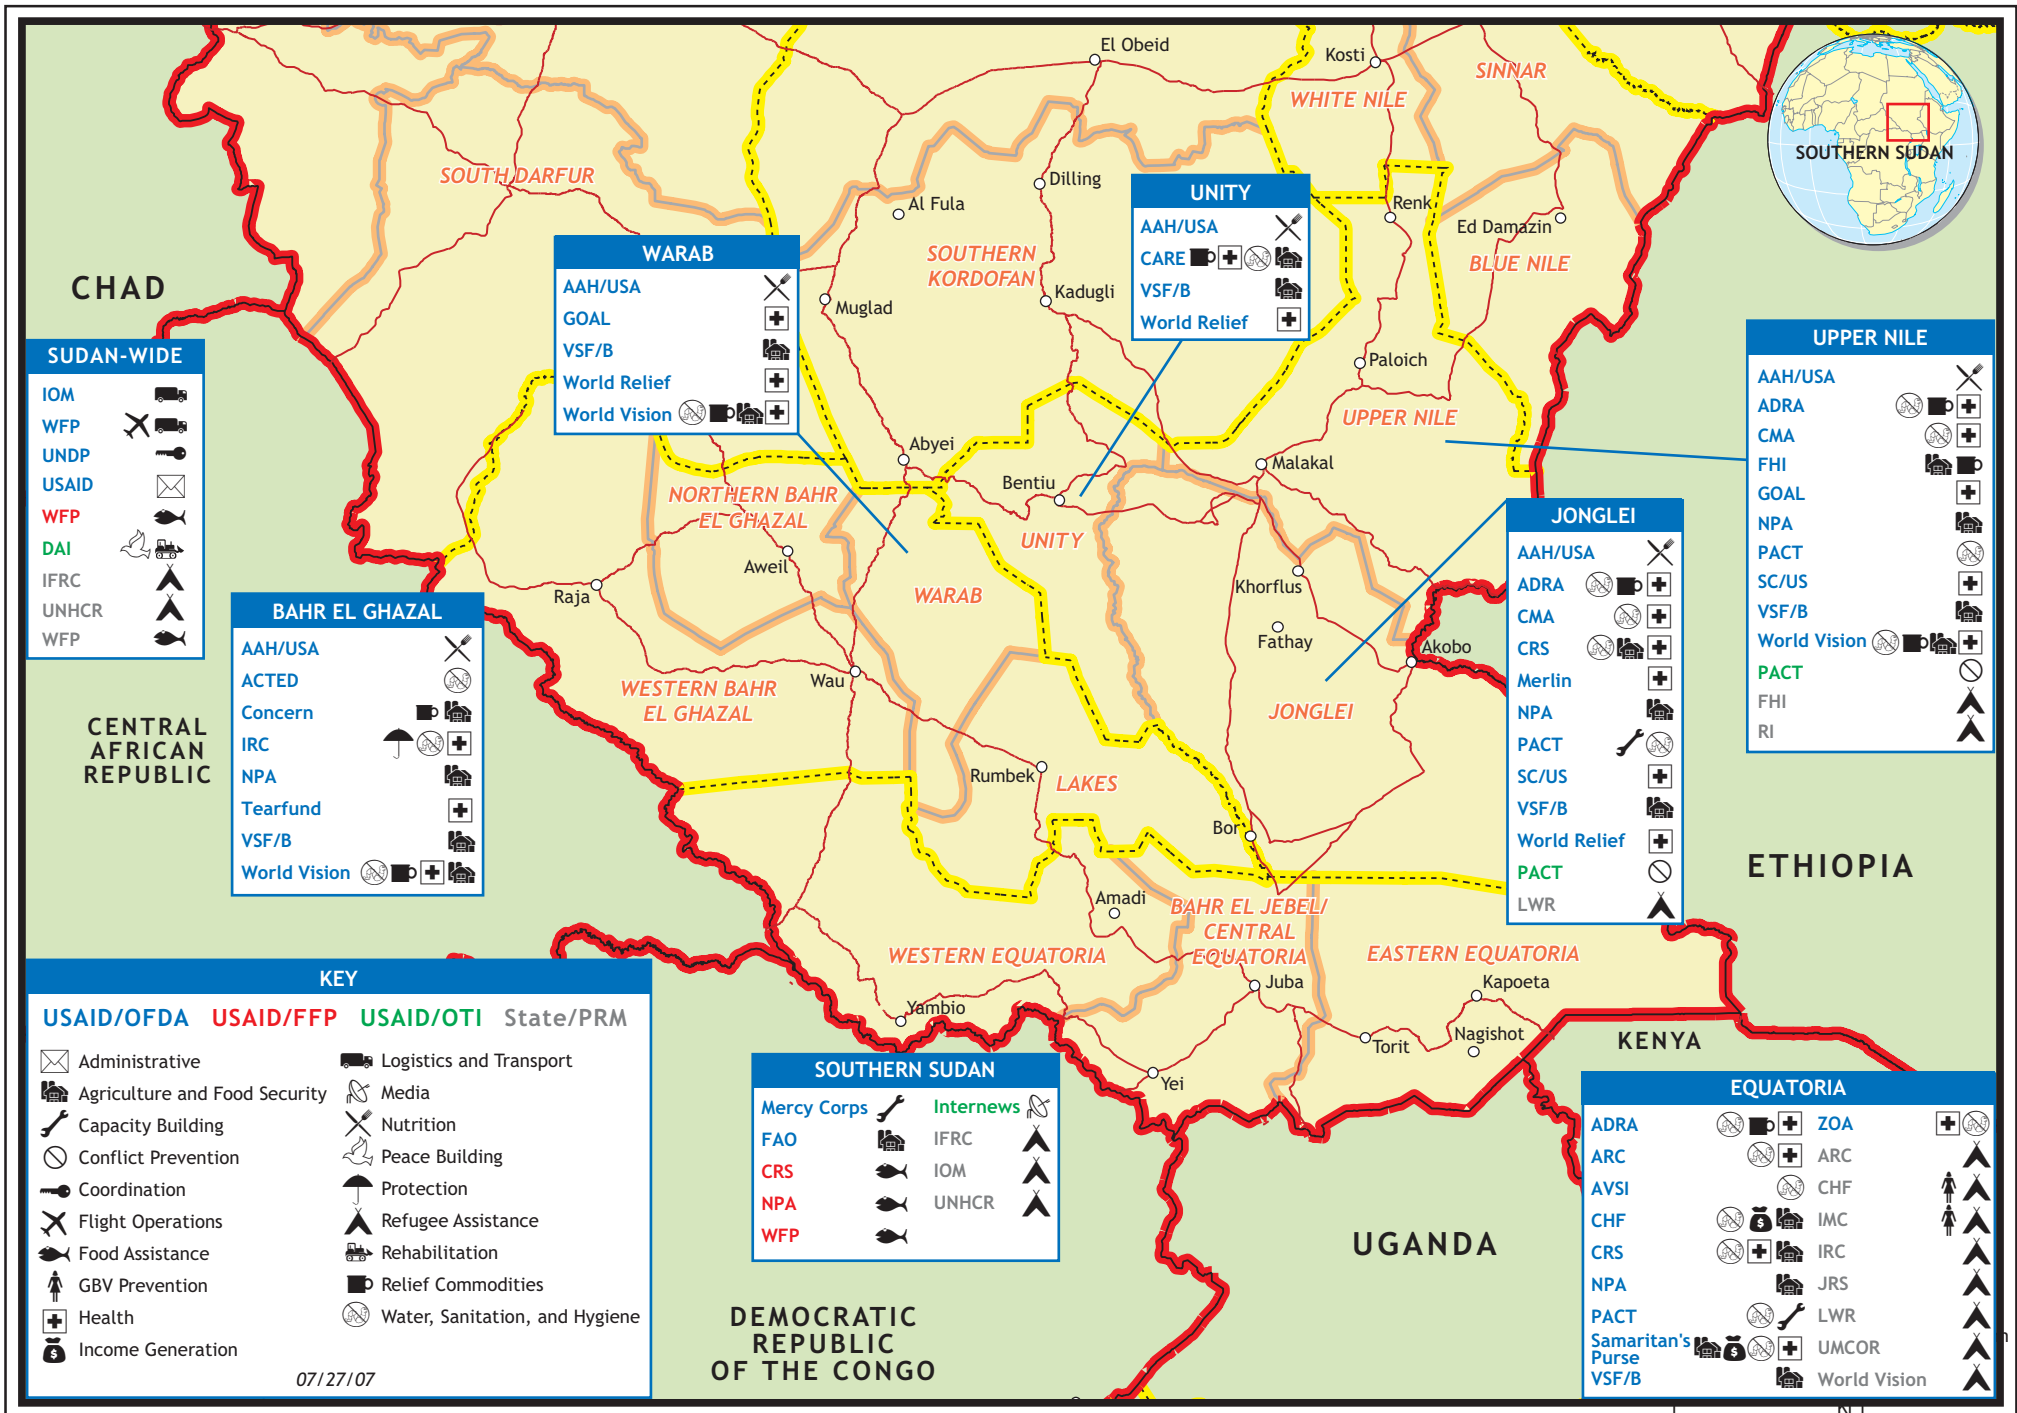 El Obeid
Kosti
SINNAR
WHITE NILE
SOUTHERN SUDAN
SOUTH DARFUR
Dilling
Al Fula
Renk
Ed Damazin
SOUTHERN
KORDOFAN
BLUE NILE
Kadugli
Muglad
Paloich
UPPER NILE
CHAD
WARAB
AAH/USA
GOAL
VSF/B
World Relief
World Vision
UNITY
AAH/USA
CARE
VSF/B
World Relief
SUDAN-WIDE
IOM
WFP
UNDP
USAID
WFP
DAI
IFRC
UNHCR
WFP
UPPER NILE
AAH/USA
ADRA
CMA
FHI
GOAL
NPA
PACT
SC/US
VSF/B
World Vision
PACT
FHI
RI
Abyei
Malakal
Bentiu
NORTHERN BAHR
EL GHAZAL
UNITY
Aweil
Raja
WARAB
Khorflus
Fathay
Akobo
Wau
WESTERN BAHR
EL GHAZAL
JONGLEI
Rumbek
LAKES
Bor
CENTRAL
AFRICAN
REPUBLIC
BAHR EL GHAZAL
AAH/USA
ACTED
Concern
IRC
NPA
Tearfund
VSF/B
World Vision
JONGLEI
AAH/USA
ADRA
CMA
CRS
Merlin
NPA
PACT
SC/US
VSF/B
World Relief
PACT
LWR
ETHIOPIA
Amadi
BAHR EL JEBEL/
CENTRAL
EQUATORIA
WESTERN EQUATORIA
EASTERN EQUATORIA
Juba
Kapoeta
Yambio
Torit
Nagishot
Yei
KENYA
KEY
USAID/OFDA USAID/FFP USAID/OTI State/PRM
Administrative
Agriculture and Food Security
Capacity Building
Conflict Prevention
Coordination
Flight Operations
Food Assistance
GBV Prevention
Health
Income Generation
Logistics and Transport
Media
Nutrition
Peace Building
Protection
Refugee Assistance
Rehabilitation
Relief Commodities
Water, Sanitation, and Hygiene
07/27/07
SOUTHERN SUDAN
Mercy Corps
FAO
CRS
NPA
WFP
Internews
IFRC
IOM
UNHCR
UGANDA
DEMOCRATIC
REPUBLIC
OF THE CONGO
EQUATORIA
ADRA
ARC
AVSI
CHF
CRS
NPA
PACT
Samaritan's
Purse
VSF/B
ZOA
ARC
CHF
IMC
IRC
JRS
LWR
UMCOR
World Vision